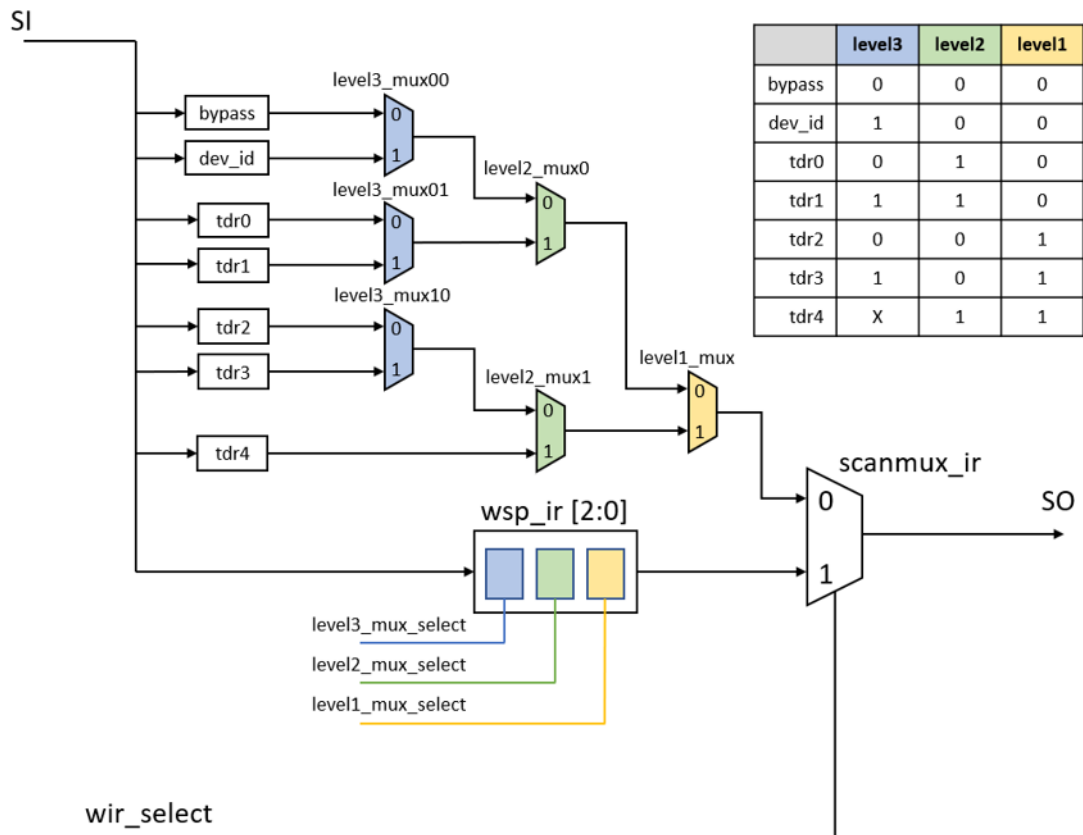 SI
level3 level2 level1
bypass 0 0 0
dev_id 1 0 0
tdr0 0 1 0
tdr1 1 1 0
tdr2 0 0 1
tdr3 1 0 1
tdr4 X 1 1
level3_mux00
bypass
0
dev_id
1
level2_mux0
level3_mux01
0
tdr0
0
1
tdr1
1
level3_mux10
tdr2
0
level1_mux
tdr3
1
level2_mux1
0
0
1
tdr4
1
scanmux_ir
wsp_ir [2:0]
0
SO
1
level3_mux_select
level2_mux_select
level1_mux_select
wir_select